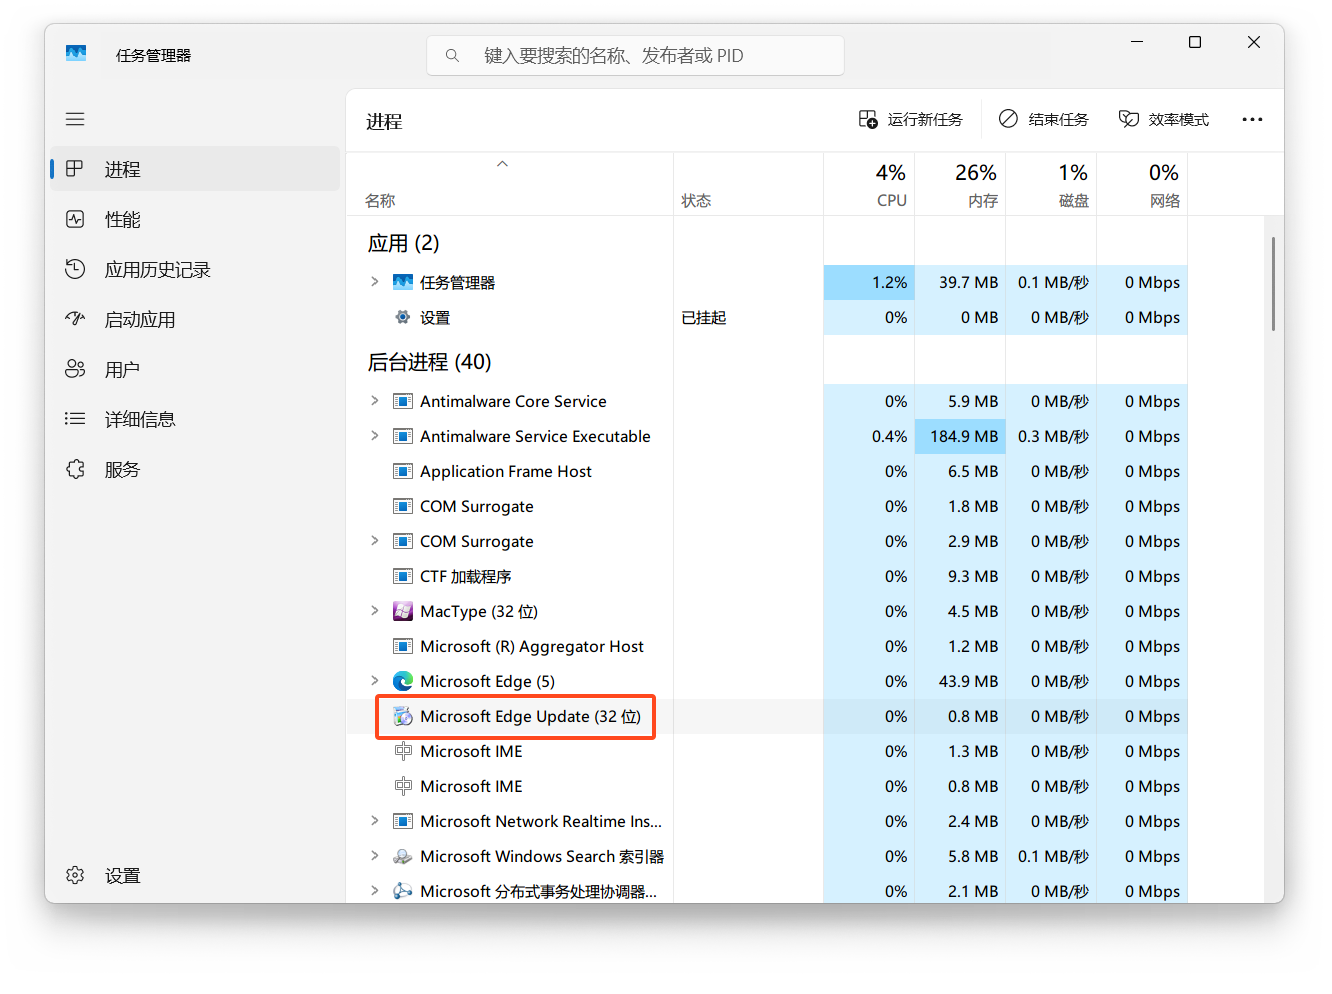 任务管理器
键入要搜索的名称、发布者或 PID
进程
运行新任务
结束任务
效率模式
进程
性能
应用历史记录
启动应用
用户
详细信息
服务
设置
4% 26% 1% 0%
名称 状态 CPU 内存 磁盘 网络
应用 (2)
任务管理器 1.2% 39.7 MB 0.1 MB/秒 0 Mbps
设置 已挂起 0% 0 MB 0 MB/秒 0 Mbps
后台进程 (40)
Antimalware Core Service 0% 5.9 MB 0 MB/秒 0 Mbps
Antimalware Service Executable 0.4% 184.9 MB 0.3 MB/秒 0 Mbps
Application Frame Host 0% 6.5 MB 0 MB/秒 0 Mbps
COM Surrogate 0% 1.8 MB 0 MB/秒 0 Mbps
COM Surrogate 0% 2.9 MB 0 MB/秒 0 Mbps
CTF 加载程序 0% 9.3 MB 0 MB/秒 0 Mbps
MacType (32 位) 0% 4.5 MB 0 MB/秒 0 Mbps
Microsoft (R) Aggregator Host 0% 1.2 MB 0 MB/秒 0 Mbps
Microsoft Edge (5) 0% 43.9 MB 0 MB/秒 0 Mbps
Microsoft Edge Update (32 位) 0% 0.8 MB 0 MB/秒 0 Mbps
Microsoft IME 0% 1.3 MB 0 MB/秒 0 Mbps
Microsoft IME 0% 0.8 MB 0 MB/秒 0 Mbps
Microsoft Network Realtime Ins... 0% 2.4 MB 0 MB/秒 0 Mbps
Microsoft Windows Search 索引器 0% 5.8 MB 0.1 MB/秒 0 Mbps
Microsoft 分布式事务处理协调器... 0% 2.1 MB 0 MB/秒 0 Mbps